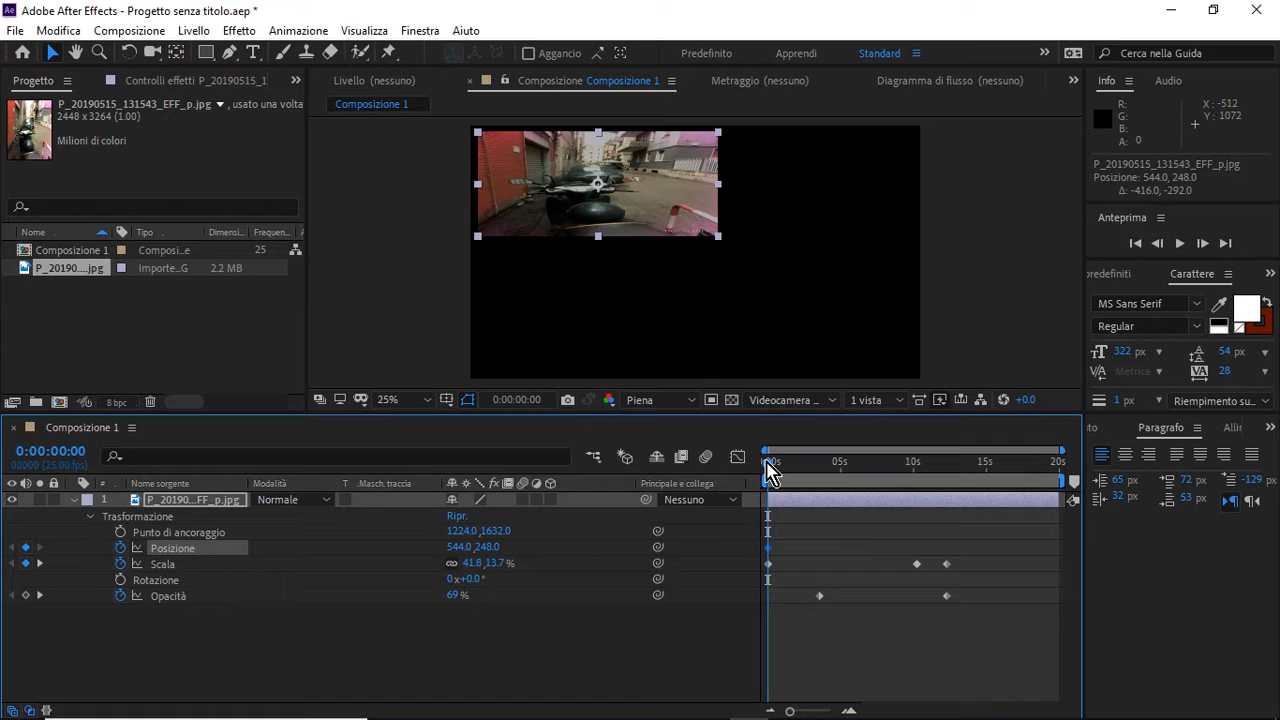 Ae Adobe After Effects - Progetto senza titolo.aep *
File Modifica Composizione Livello Effetto Animazione Visualizza Finestra Aiuto
Aggancio Predefinito Apprendi Standard Cerca nella Guida
Progetto Controlli effetti P_20190515_1
Livello (nessuno) Composizione Composizione 1 Metraggio (nessuno) Diagramma di flusso (nessuno)
Info Audio
Composizione 1
P_20190515_131543_EFF_p.jpg , usato una volta
2448 x 3264 (1.00)
Milioni di colori
R:
G:
B:
A: 0
X: -512
Y: 1072
P_20190515_131543_EFF_p.jpg
Posizione: 544.0, 248.0
Δ: -416.0, -292.0
Anteprima
Nome Tipo Dimensi... Frequen...
Composizione 1 Composi...e 25
P_20190....jpg Importe...G 2.2 MB
redefiniti Carattere
MS Sans Serif
Regular
322 px 54 px
Metrica 28
1 px Riempimento su...
8 bpc
25% 0:00:00:00 Piena Videocamera ... 1 vista +0.0
Composizione 1
to Paragrafo Allin
0:00:00:00
00000 (25.00 fps)
:00s 05s 10s 15s 20s
# Nome sorgente Modalità T Masch. traccia fx Principale e collega
1 P_20190...FF_p.jpg Normale Nessuno
65 px 72 px -129 px
32 px 53 px
Trasformazione Ripr.
Punto di ancoraggio 1224.0,1632.0
Posizione 544.0,248.0
Scala 41.8,13.7 %
Rotazione 0 x+0.0°
Opacità 69 %